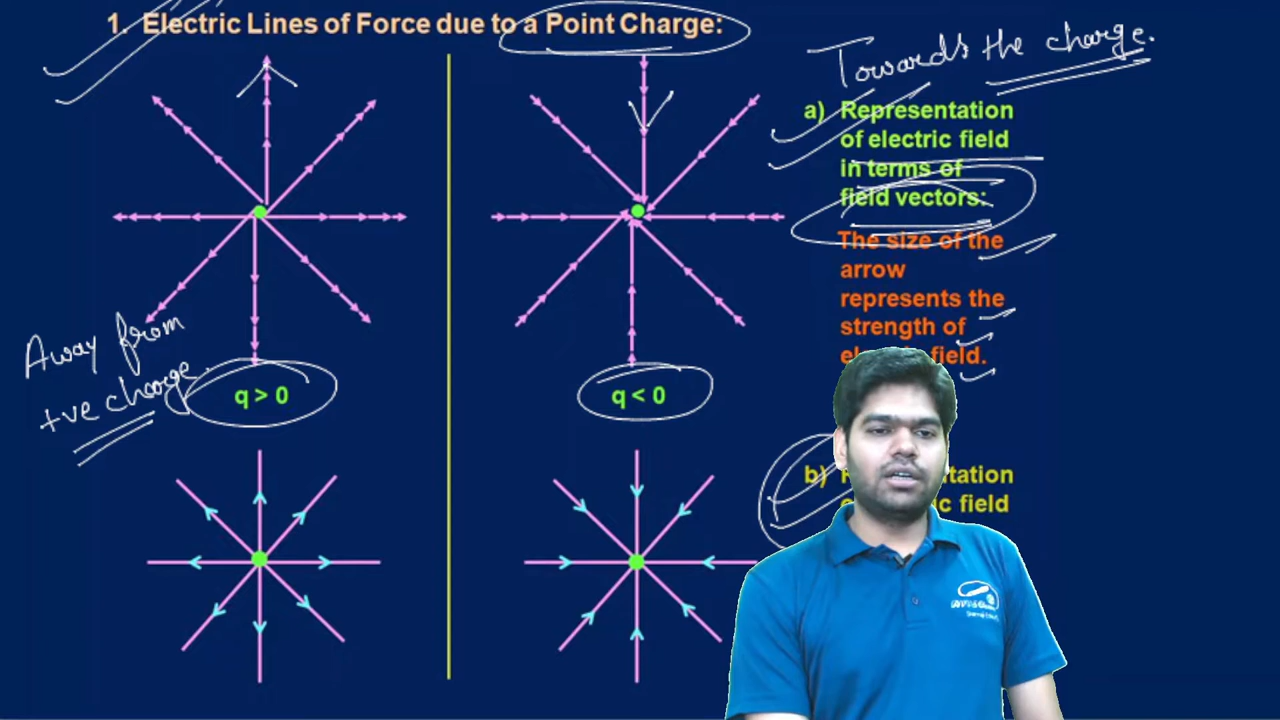 1. Electric Lines of Force due to a Point Charge:
Towards the charge.
a) Representation
of electric field
in terms of
field vectors:
The size of the
arrow
represents the
strength of
field.
Away from
+ve charge.
q > 0
q < 0
b)
field